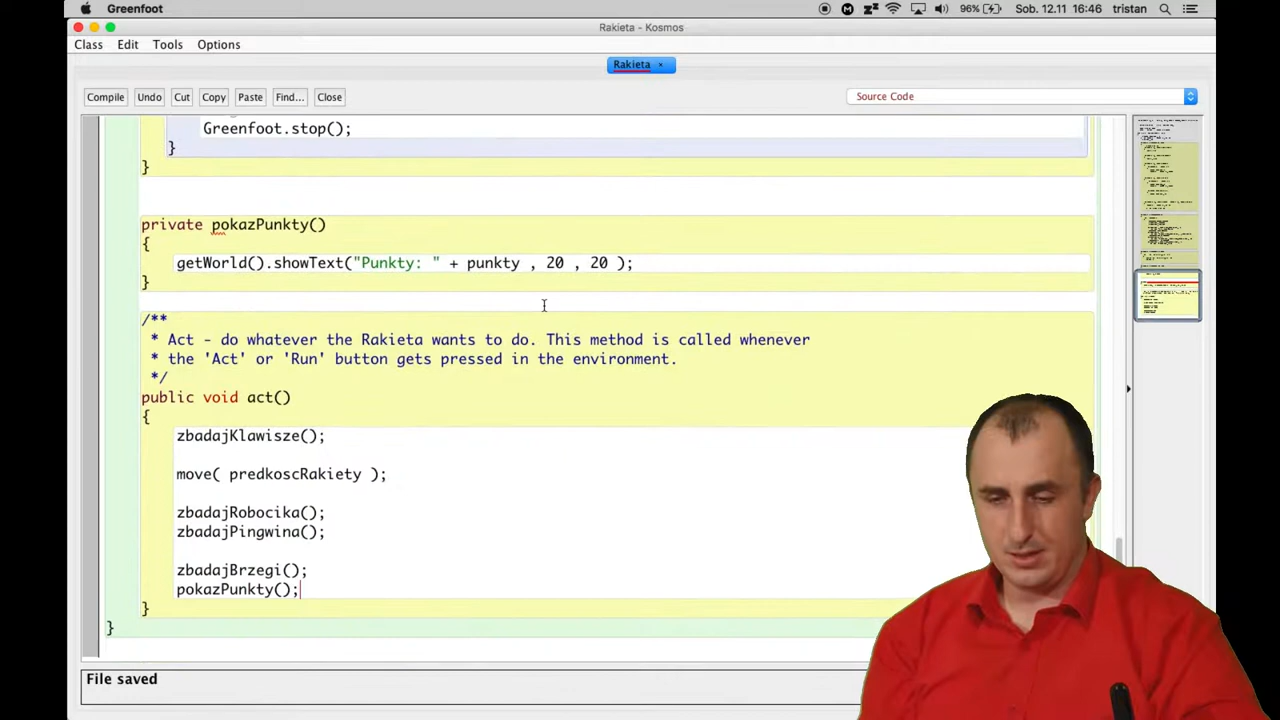 Greenfoot
96%
Sob. 12.11 16:46
tristan
Rakieta - Kosmos
Class
Edit
Tools
Options
Rakieta ×
Compile
Undo
Cut
Copy
Paste
Find...
Close
Source Code
Greenfoot.stop();
}
}
private pokazPunkty()
{
getWorld().showText("Punkty: " + punkty , 20 , 20 );
}
/**
* Act - do whatever the Rakieta wants to do. This method is called whenever
* the 'Act' or 'Run' button gets pressed in the environment.
*/
public void act()
{
zbadajKlawisze();
move( predkoscRakiety );
zbadajRobocika();
zbadajPingwina();
zbadajBrzegi();
pokazPunkty();
}
}
File saved